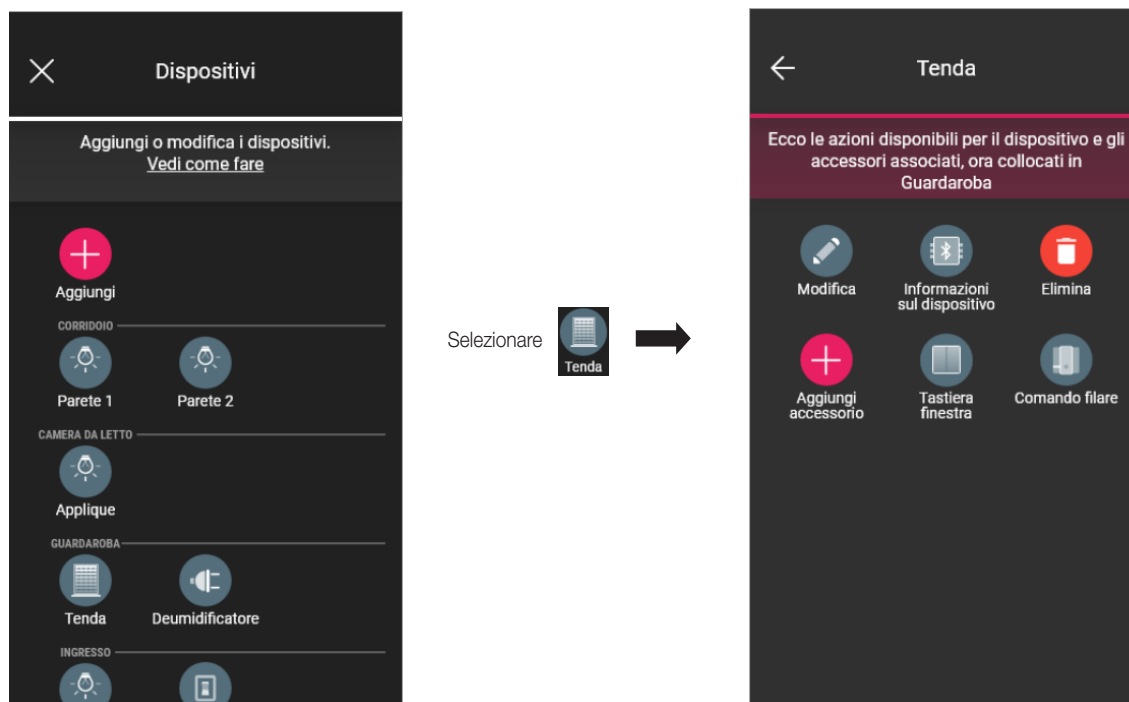 Dispositivi
Aggiungi o modifica i dispositivi.
Vedi come fare
Aggiungi
CORRIDOIO
Parete 1
Parete 2
CAMERA DA LETTO
Applique
GUARDAROBA
Tenda
Deumidificatore
INGRESSO
Selezionare
Tenda
Tenda
Ecco le azioni disponibili per il dispositivo e gli
accessori associati, ora collocati in
Guardaroba
Modifica
Informazioni
sul dispositivo
Elimina
Aggiungi
accessorio
Tastiera
finestra
Comando filare